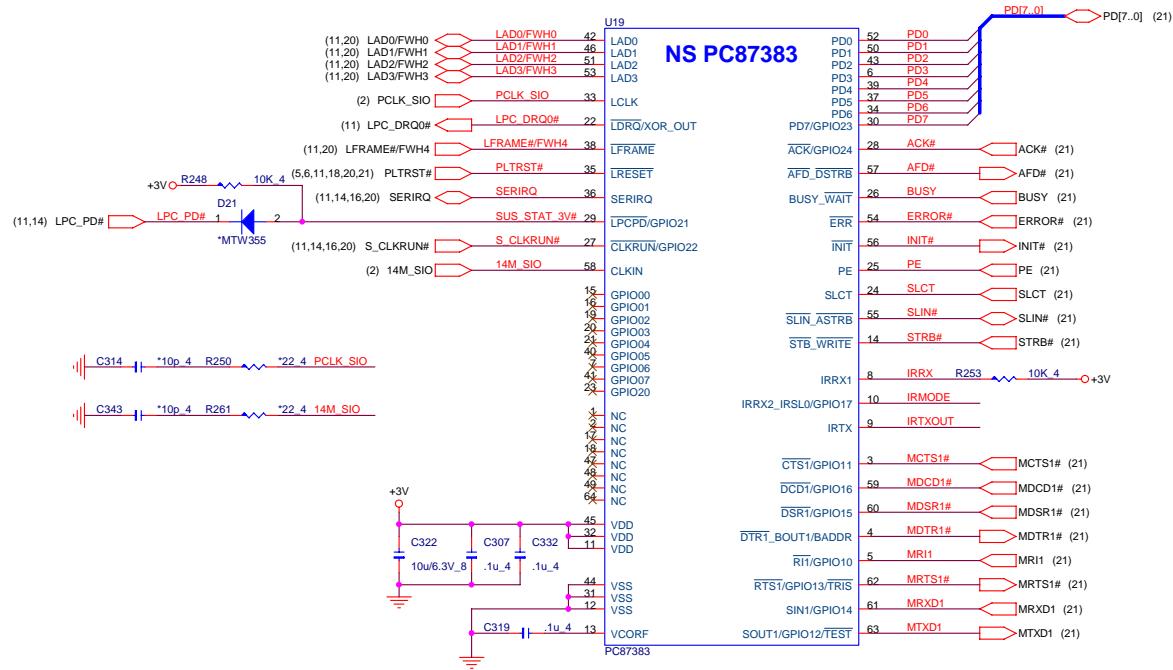 U19
NS PC87383
PD[7..0] PD[7..0] (21)
(11,20) LAD0/FWH0 LAD0/FWH0 42 LAD0
(11,20) LAD1/FWH1 LAD1/FWH1 46 LAD1
(11,20) LAD2/FWH2 LAD2/FWH2 51 LAD2
(11,20) LAD3/FWH3 LAD3/FWH3 53 LAD3
(2) PCLK_SIO PCLK_SIO 33 LCLK
(11) LPC_DRQ0# 22 LDRQ/XOR_OUT
(11,20) LFRAME#/FWH4 LFRAME#/FWH4 38 LFRAME
(5,6,11,18,20,21) PLTRST# PLTRST# 35 LRESET
(11,14,16,20) SERIRQ SERIRQ 36 SERIRQ
+3V R248 10K_4
D21
(11,14) LPC_PD# LPC_PD# 1 2 SUS_STAT_3V# 29 LPCPD/GPIO21
*MTW355
(11,14,16,20) S_CLKRUN# S_CLKRUN# 27 CLKRUN/GPIO22
(2) 14M_SIO 14M_SIO 58 CLKIN
15 GPIO00
16 GPIO01
19 GPIO02
20 GPIO03
21 GPIO04
40 GPIO05
7 GPIO06
41 GPIO07
23 GPIO20
1 NC
2 NC
17 NC
18 NC
47 NC
48 NC
49 NC
64 NC
C314 *10p_4 R250 *22_4 PCLK_SIO
C343 *10p_4 R261 *22_4 14M_SIO
+3V
45 VDD
32 VDD
11 VDD
C322 C307 C332
10u/6.3V_8 .1u_4 .1u_4
44 VSS
31 VSS
12 VSS
C319 .1u_4 13 VCORF
PD0 52 PD0
PD1 50 PD1
PD2 43 PD2
PD3 6 PD3
PD4 39 PD4
PD5 37 PD5
PD6 34 PD6
PD7/GPIO23 30 PD7
ACK/GPIO24 28 ACK# ACK# (21)
AFD_DSTRB 57 AFD# AFD# (21)
BUSY_WAIT 26 BUSY BUSY (21)
ERR 54 ERROR# ERROR# (21)
INIT 56 INIT# INIT# (21)
PE 25 PE PE (21)
SLCT 24 SLCT SLCT (21)
SLIN_ASTRB 55 SLIN# SLIN# (21)
STB_WRITE 14 STRB# STRB# (21)
IRRX1 8 IRRX R253 10K_4 +3V
IRRX2_IRSL0/GPIO17 10 IRMODE
IRTX 9 IRTXOUT
CTS1/GPIO11 3 MCTS1# MCTS1# (21)
DCD1/GPIO16 59 MDCD1# MDCD1# (21)
DSR1/GPIO15 60 MDSR1# MDSR1# (21)
DTR1_BOUT1/BADDR 4 MDTR1# MDTR1# (21)
RI1/GPIO10 5 MRI1 MRI1 (21)
RTS1/GPIO13/TRIS 62 MRTS1# MRTS1# (21)
SIN1/GPIO14 61 MRXD1 MRXD1 (21)
SOUT1/GPIO12/TEST 63 MTXD1 MTXD1 (21)
PC87383